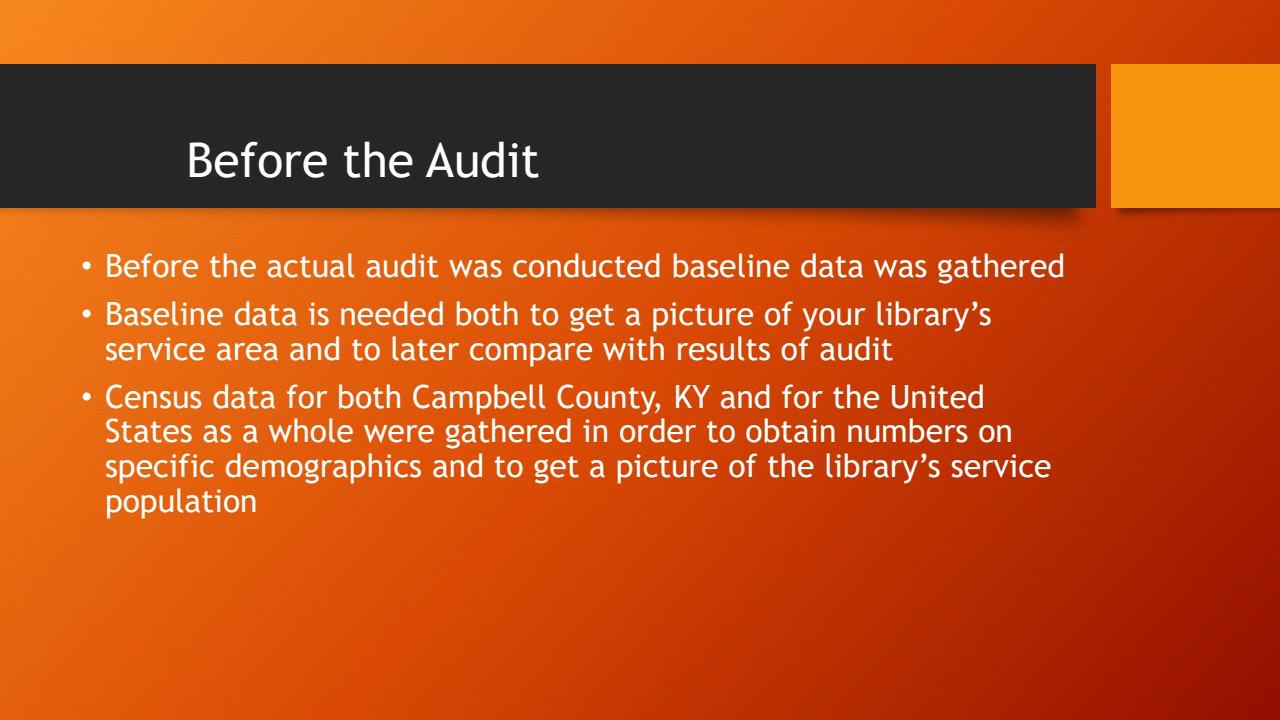 Before the Audit
• Before the actual audit was conducted baseline data was gathered
• Baseline data is needed both to get a picture of your library’s
service area and to later compare with results of audit
• Census data for both Campbell County, KY and for the United
States as a whole were gathered in order to obtain numbers on
specific demographics and to get a picture of the library’s service
population